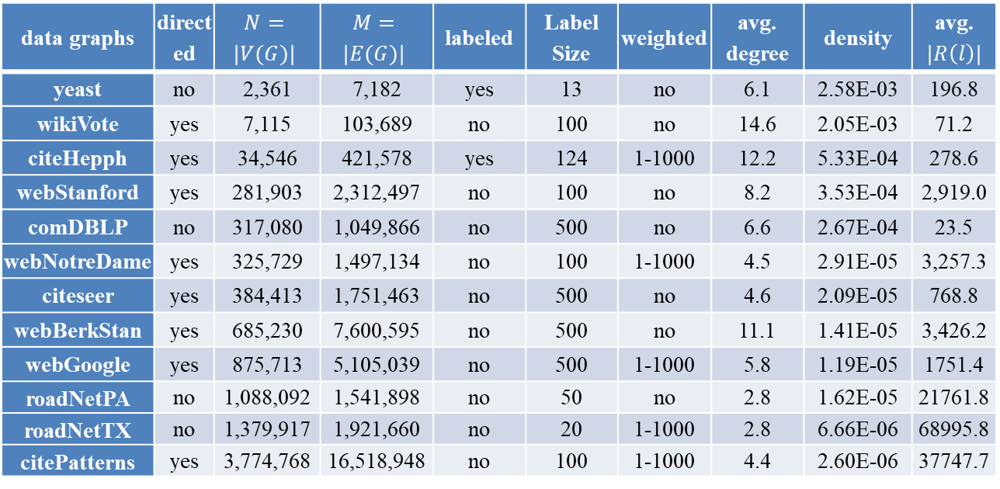 data graphs direct ed N = |V(G)| M = |E(G)| labeled Label Size weighted avg. degree density avg. |R(l)|
yeast no 2,361 7,182 yes 13 no 6.1 2.58E-03 196.8
wikiVote yes 7,115 103,689 no 100 no 14.6 2.05E-03 71.2
citeHepph yes 34,546 421,578 yes 124 1-1000 12.2 5.33E-04 278.6
webStanford yes 281,903 2,312,497 no 100 no 8.2 3.53E-04 2,919.0
comDBLP no 317,080 1,049,866 no 500 no 6.6 2.67E-04 23.5
webNotreDame yes 325,729 1,497,134 no 100 1-1000 4.5 2.91E-05 3,257.3
citeseer yes 384,413 1,751,463 no 500 no 4.6 2.09E-05 768.8
webBerkStan yes 685,230 7,600,595 no 500 no 11.1 1.41E-05 3,426.2
webGoogle yes 875,713 5,105,039 no 500 1-1000 5.8 1.19E-05 1751.4
roadNetPA no 1,088,092 1,541,898 no 50 no 2.8 1.62E-05 21761.8
roadNetTX no 1,379,917 1,921,660 no 20 1-1000 2.8 6.66E-06 68995.8
citePatterns yes 3,774,768 16,518,948 no 100 1-1000 4.4 2.60E-06 37747.7